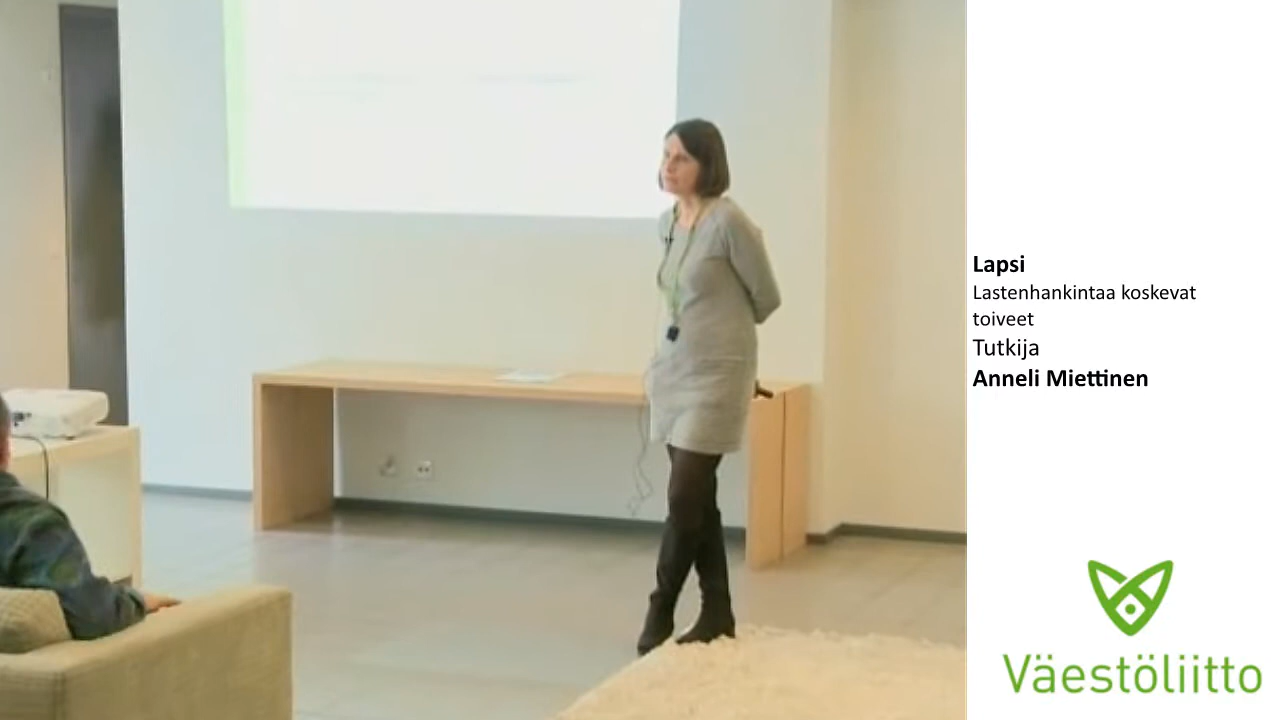 Lapsi
Lastenhankintaa koskevat
toiveet
Tutkija
Anneli Miettinen
Väestöliitto